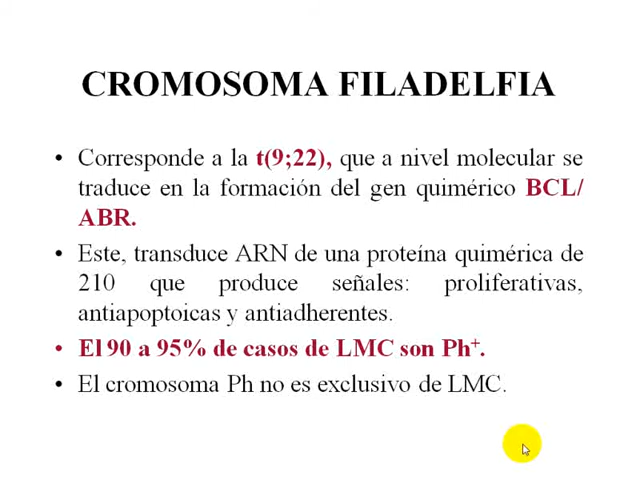 CROMOSOMA FILADELFIA
• Corresponde a la t(9;22), que a nivel molecular se
traduce en la formación del gen quimérico BCL/
ABR.
• Este, transduce ARN de una proteína quimérica de
210 que produce señales: proliferativas,
antiapoptoicas y antiadherentes.
• El 90 a 95% de casos de LMC son Ph⁺.
• El cromosoma Ph no es exclusivo de LMC.